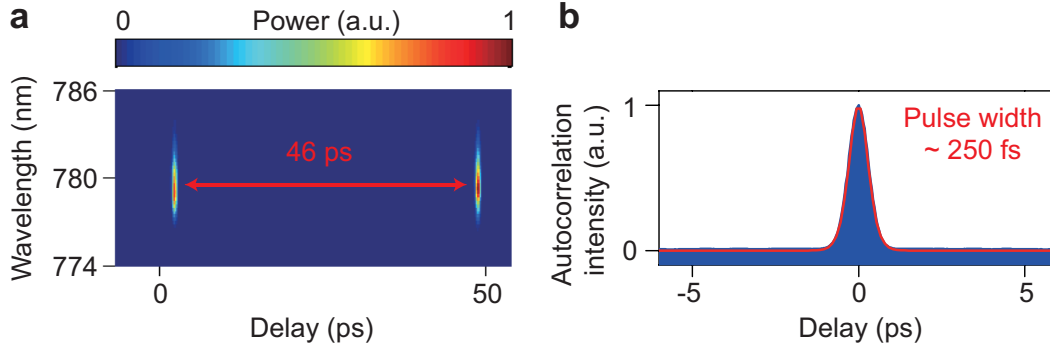 a
0 Power (a.u.) 1
Wavelength (nm)
786
780
774
46 ps
0 50
Delay (ps)
b
Autocorrelation
intensity (a.u.)
1
0
Pulse width
~ 250 fs
-5 0 5
Delay (ps)